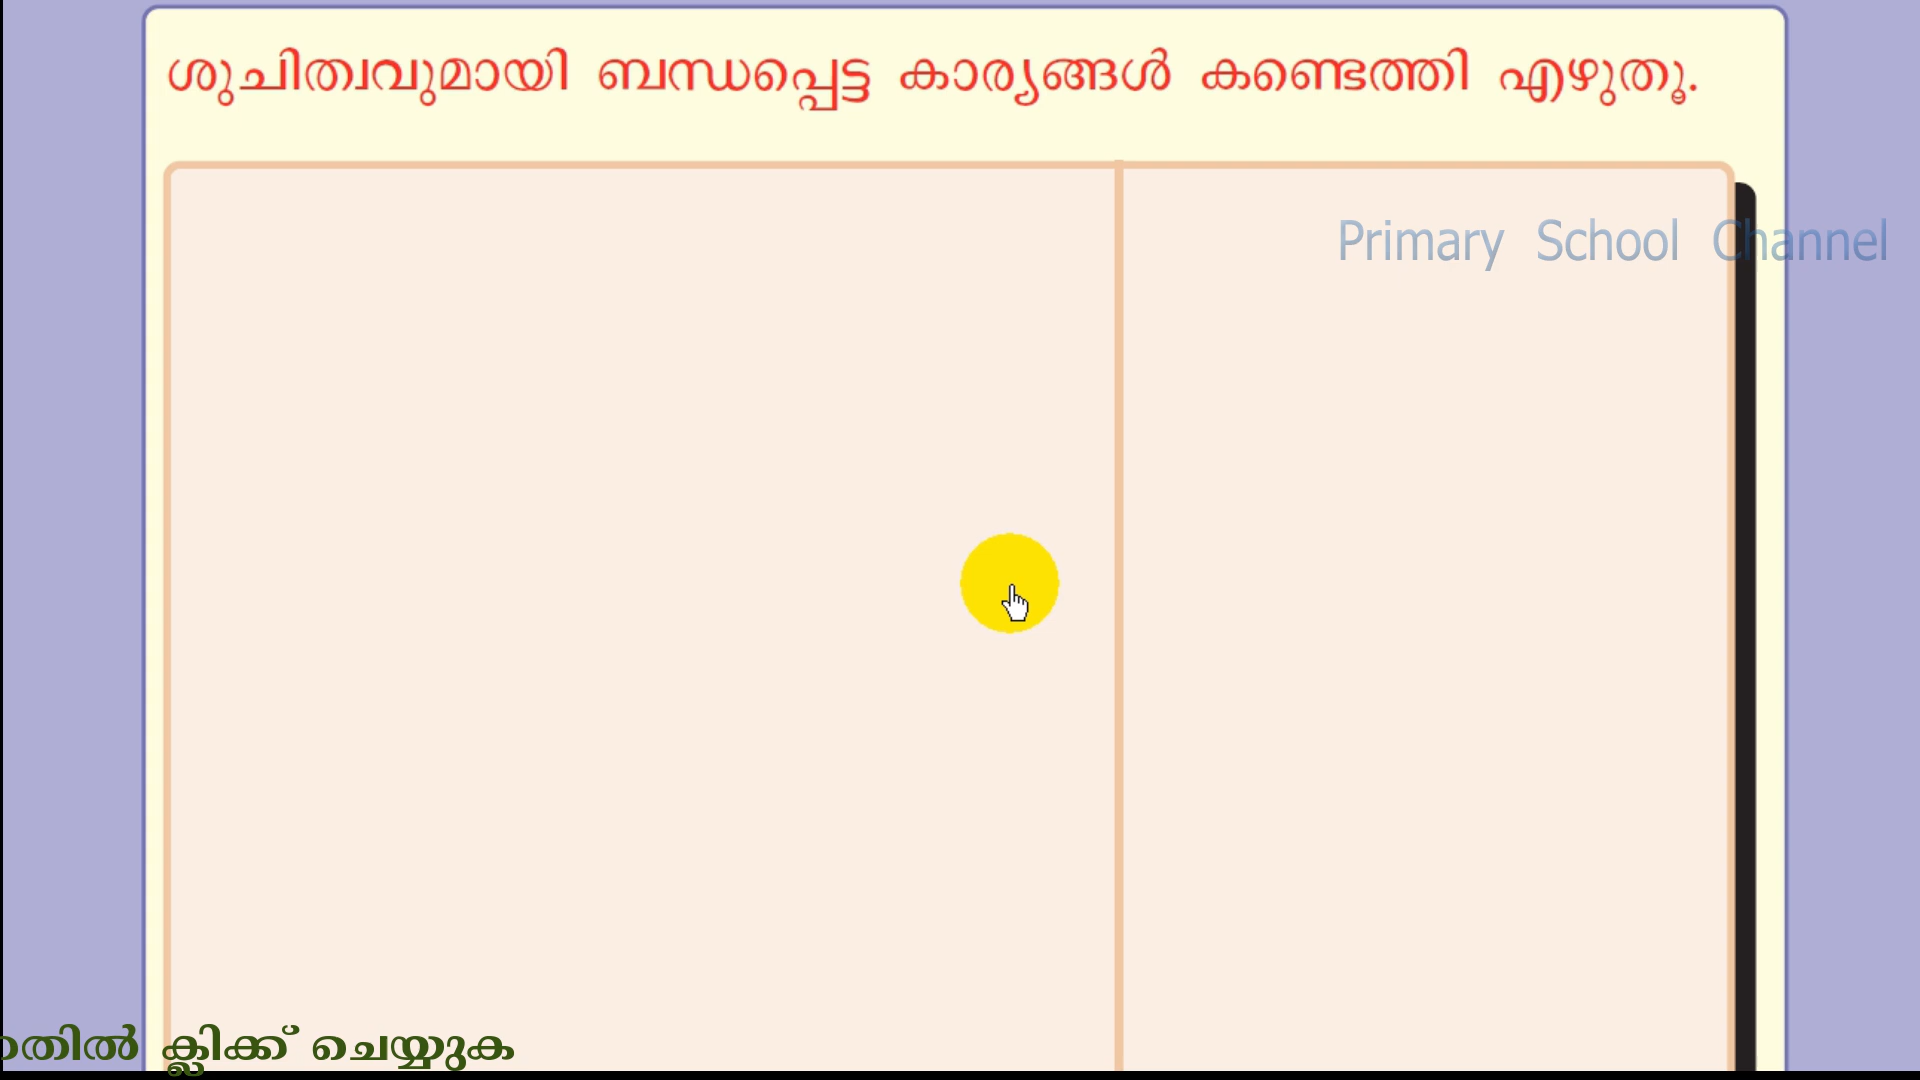 ശുചിത്വവുമായി ബന്ധപ്പെട്ട കാര്യങ്ങൾ കണ്ടെത്തി എഴുതൂ.
Primary School Channel
ക്ലിക്ക് ചെയ്യുക